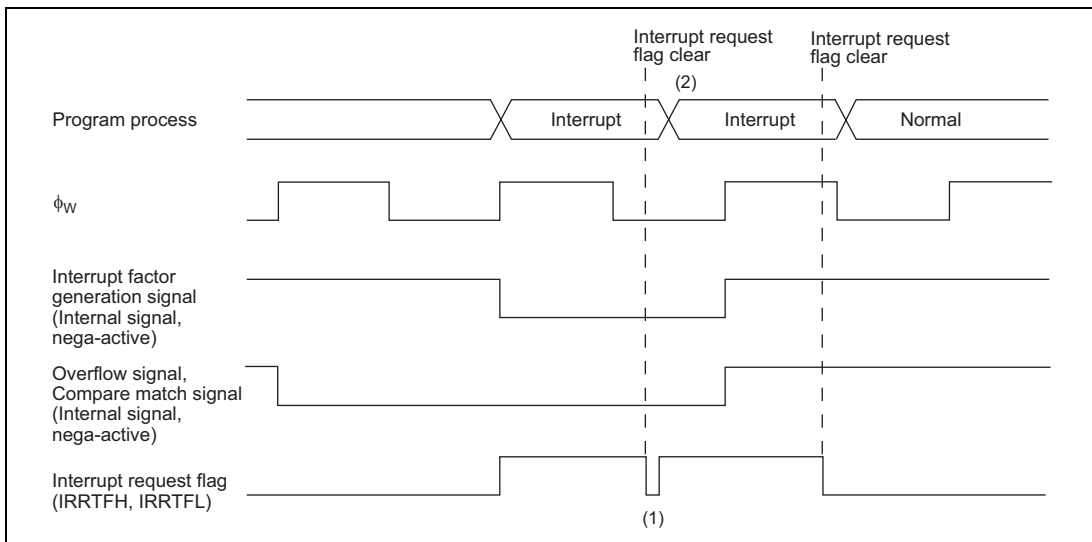 Interrupt request
flag clear
Interrupt request
flag clear
(2)
Program process
Interrupt
Interrupt
Normal
ϕW
Interrupt factor
generation signal
(Internal signal,
nega-active)
Overflow signal,
Compare match signal
(Internal signal,
nega-active)
Interrupt request flag
(IRRTFH, IRRTFL)
(1)